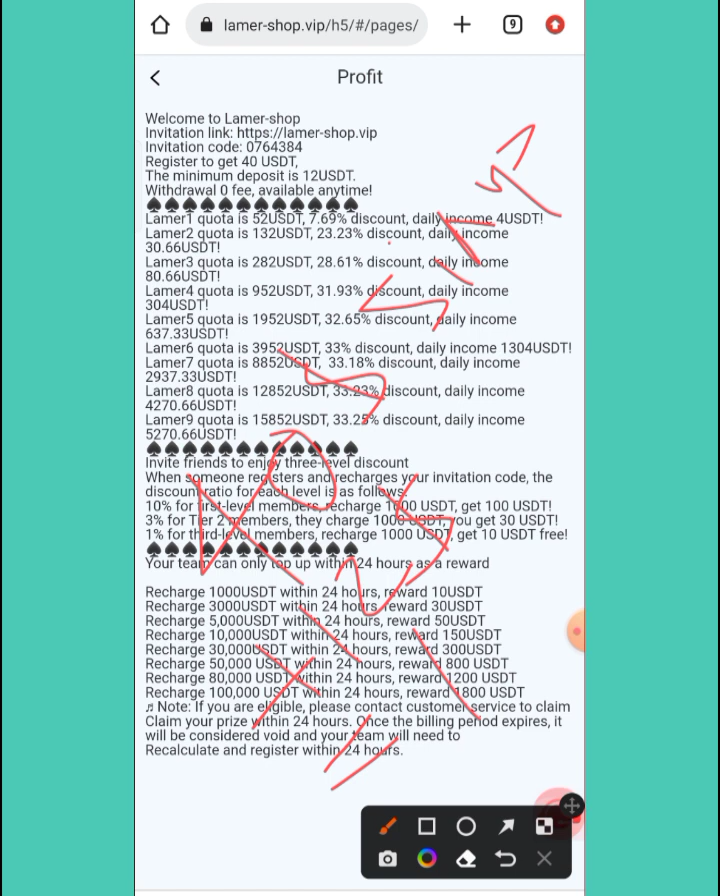 lamer-shop.vip/h5/#/pages/
9
Profit
Welcome to Lamer-shop
Invitation link: https://lamer-shop.vip
Invitation code: 0764384
Register to get 40 USDT,
The minimum deposit is 12USDT.
Withdrawal 0 fee, available anytime!
♠♠♠♠♠♠♠♠♠♠♠♠
Lamer1 quota is 52USDT, 7.69% discount, daily income 4USDT!
Lamer2 quota is 132USDT, 23.23% discount, daily income
30.66USDT!
Lamer3 quota is 282USDT, 28.61% discount, daily income
80.66USDT!
Lamer4 quota is 952USDT, 31.93% discount, daily income
304USDT!
Lamer5 quota is 1952USDT, 32.65% discount, daily income
637.33USDT!
Lamer6 quota is 3952USDT, 33% discount, daily income 1304USDT!
Lamer7 quota is 8852USDT, 33.18% discount, daily income
2937.33USDT!
Lamer8 quota is 12852USDT, 33.23% discount, daily income
4270.66USDT!
Lamer9 quota is 15852USDT, 33.25% discount, daily income
5270.66USDT!
♠♠♠♠♠♠♠♠♠♠♠♠
Invite friends to enjoy three-level discount
When someone registers and recharges your invitation code, the
discount ratio for each level is as follows
10% for first-level members, recharge 1000 USDT, get 100 USDT!
3% for Tier 2 members, they charge 1000 USDT, you get 30 USDT!
1% for third-level members, recharge 1000 USDT, get 10 USDT free!
♠♠♠♠♠♠♠♠♠♠♠♠
Your team can only top up within 24 hours as a reward
Recharge 1000USDT within 24 hours, reward 10USDT
Recharge 3000USDT within 24 hours, reward 30USDT
Recharge 5,000USDT within 24 hours, reward 50USDT
Recharge 10,000USDT within 24 hours, reward 150USDT
Recharge 30,000USDT within 24 hours, reward 300USDT
Recharge 50,000 USDT within 24 hours, reward 800 USDT
Recharge 80,000 USDT within 24 hours, reward 1200 USDT
Recharge 100,000 USDT within 24 hours, reward 1800 USDT
♬ Note: If you are eligible, please contact customer service to claim
Claim your prize within 24 hours. Once the billing period expires, it
will be considered void and your team will need to
Recalculate and register within 24 hours.